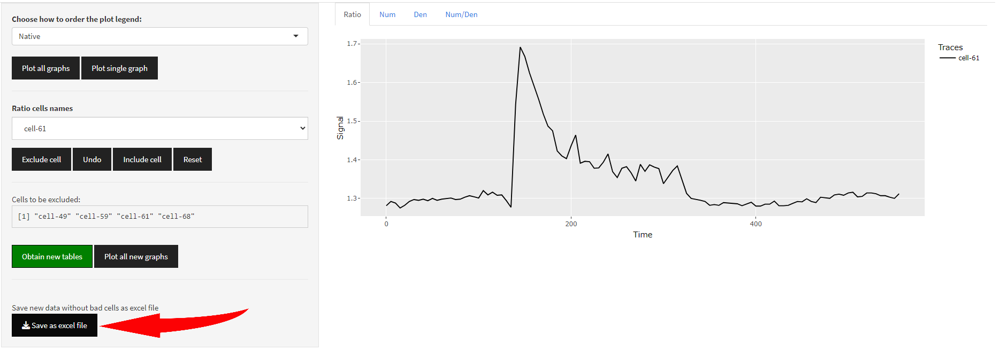 Choose how to order the plot legend:
Native
Plot all graphs
Plot single graph
Ratio cells names
cell-61
Exclude cell
Undo
Include cell
Reset
Cells to be excluded:
[1] "cell-49" "cell-59" "cell-61" "cell-68"
Obtain new tables
Plot all new graphs
Save new data without bad cells as excel file
Save as excel file
Ratio
Num
Den
Num/Den
Signal
1.7
1.6
1.5
1.4
1.3
0
200
400
Time
Traces
cell-61